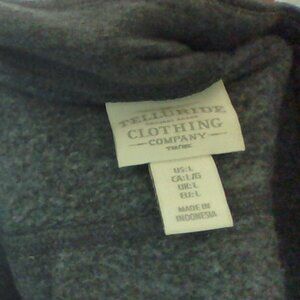 TELLURIDE
CLOTHING
COMPANY
US:L
CA:L/G
UK:L
EU:L
MADE IN
INDONESIA